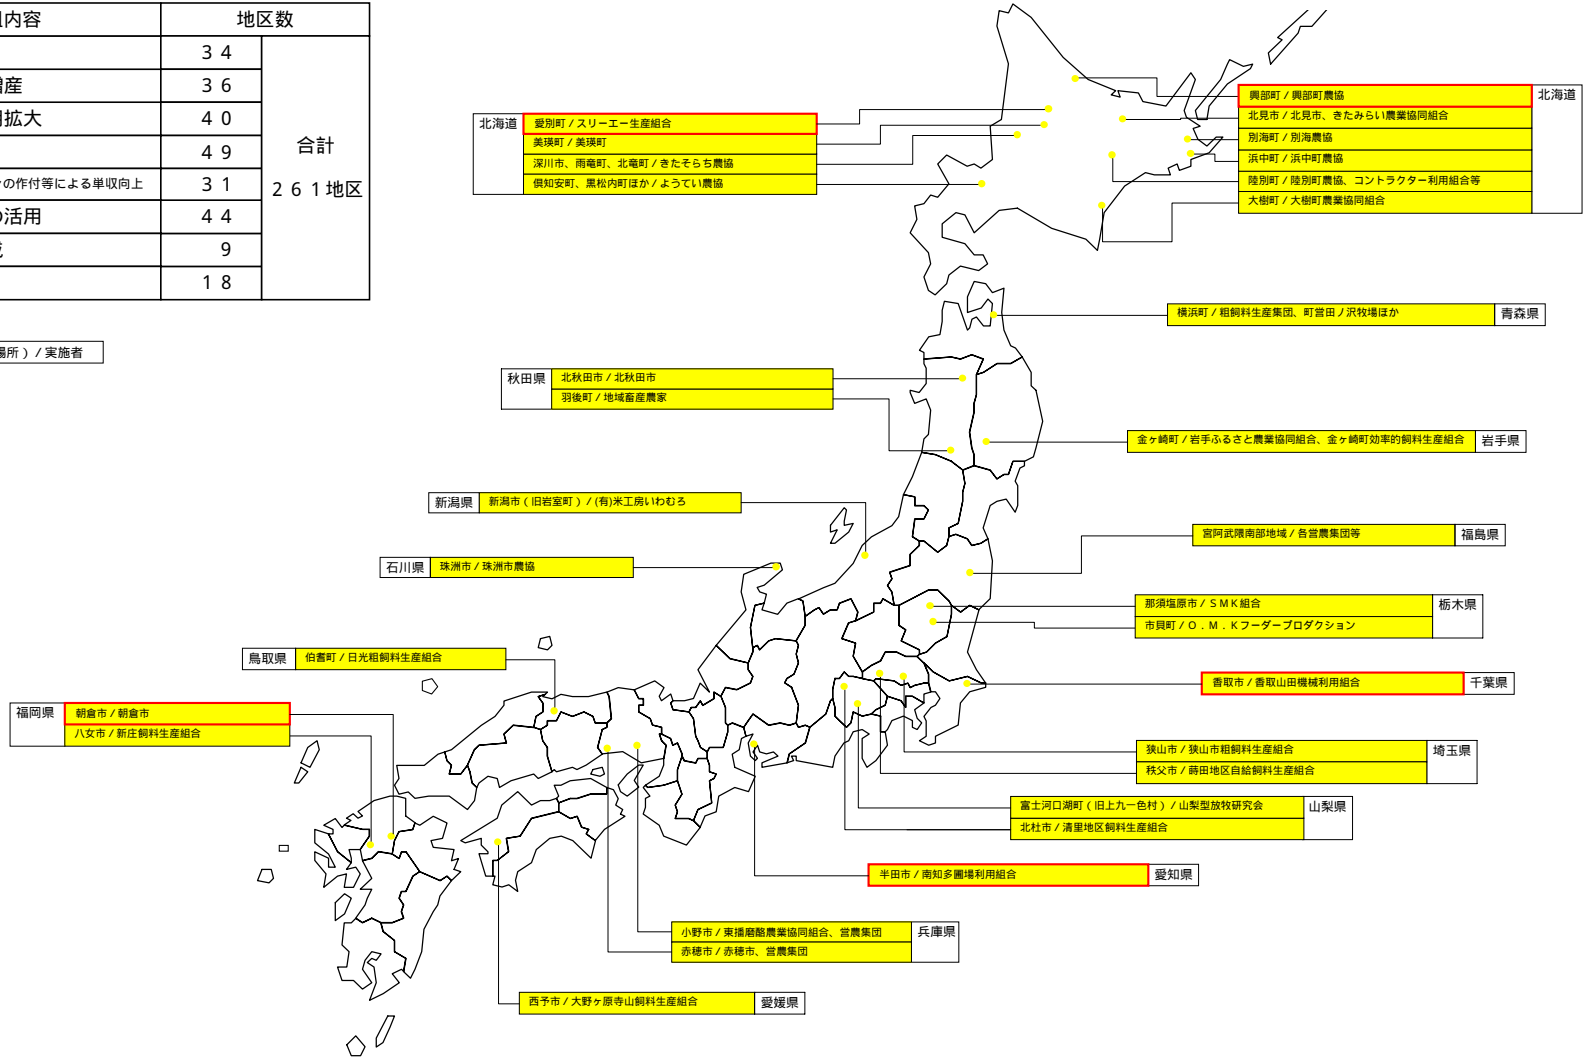 組内容 地区数
３４
増産 ３６
用拡大 ４０
４９
の作付等による単収向上 ３１
の活用 ４４
９
１８
合計
２６１地区
場所）/ 実施者
北海道
愛別町 / スリーエー生産組合
美瑛町 / 美瑛町
深川市、雨竜町、北竜町 / きたそらち農協
倶知安町、黒松内町ほか / ようてい農協
興部町 / 興部町農協
北海道
北見市 / 北見市、きたみらい農業協同組合
別海町 / 別海農協
浜中町 / 浜中町農協
陸別町 / 陸別町農協、コントラクター利用組合等
大樹町 / 大樹町農業協同組合
横浜町 / 粗飼料生産集団、町営田ノ沢牧場ほか 青森県
秋田県
北秋田市 / 北秋田市
羽後町 / 地域畜産農家
金ヶ崎町 / 岩手ふるさと農業協同組合、金ヶ崎町効率的飼料生産組合 岩手県
新潟県 新潟市（旧岩室町）/ (有)米工房いわむろ
宮阿武隈南部地域 / 各営農集団等 福島県
石川県 珠洲市 / 珠洲市農協
那須塩原市 / ＳＭＫ組合 栃木県
市貝町 / Ｏ．Ｍ．Ｋフーダープロダクション
鳥取県 伯耆町 / 日光粗飼料生産組合
香取市 / 香取山田機械利用組合 千葉県
福岡県 朝倉市 / 朝倉市
八女市 / 新庄飼料生産組合
狭山市 / 狭山市粗飼料生産組合 埼玉県
秩父市 / 蒔田地区自給飼料生産組合
富士河口湖町（旧上九一色村）/ 山梨型放牧研究会 山梨県
北杜市 / 清里地区飼料生産組合
半田市 / 南知多圃場利用組合 愛知県
小野市 / 東播磨酪農業協同組合、営農集団 兵庫県
赤穂市 / 赤穂市、営農集団
西予市 / 大野ヶ原寺山飼料生産組合 愛媛県